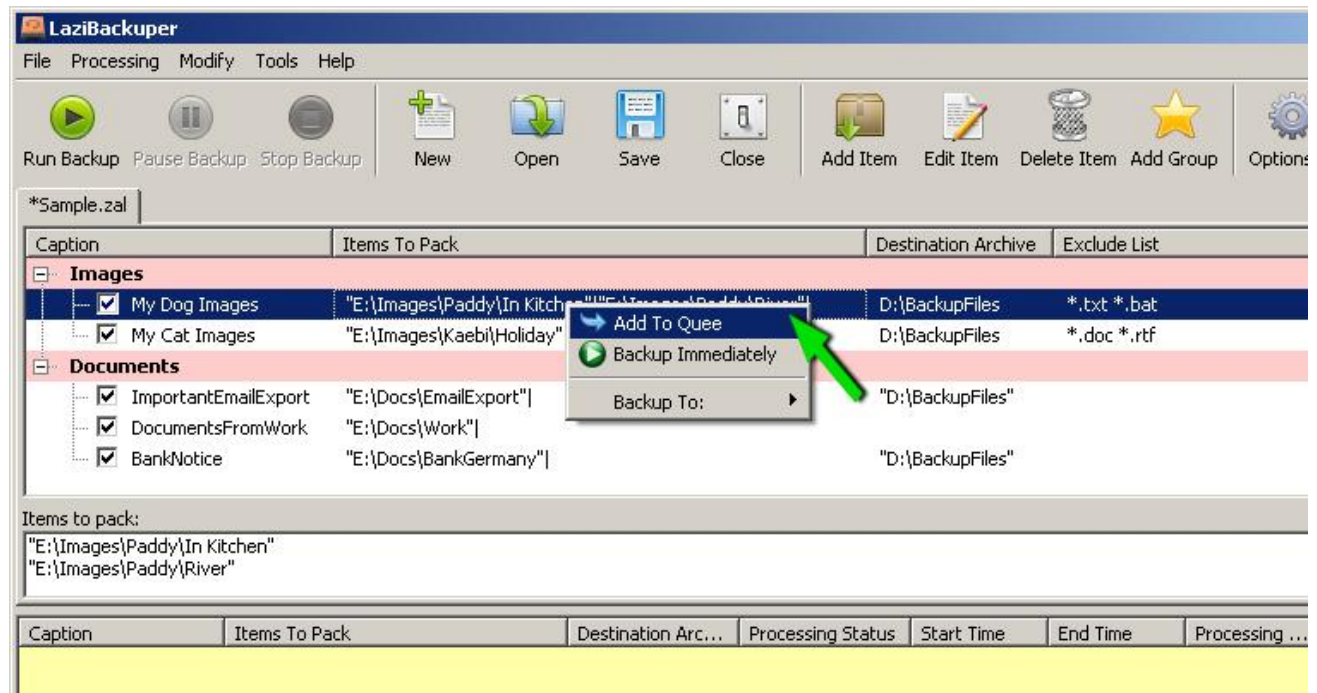 LaziBackuper
File Processing Modify Tools Help
Run Backup Pause Backup Stop Backup New Open Save Close Add Item Edit Item Delete Item Add Group Options
*Sample.zal
Caption Items To Pack Destination Archive Exclude List
Images
My Dog Images "E:\Images\Paddy\In Kitchen"|"E:\Images\Paddy\River"| D:\BackupFiles *.txt *.bat
Add To Quee
My Cat Images "E:\Images\Kaebi\Holiday" D:\BackupFiles *.doc *.rtf
Backup Immediately
Documents
ImportantEmailExport "E:\Docs\EmailExport"| "D:\BackupFiles"
Backup To:
DocumentsFromWork "E:\Docs\Work"|
BankNotice "E:\Docs\BankGermany"| "D:\BackupFiles"
Items to pack:
"E:\Images\Paddy\In Kitchen"
"E:\Images\Paddy\River"
Caption Items To Pack Destination Arc... Processing Status Start Time End Time Processing ...